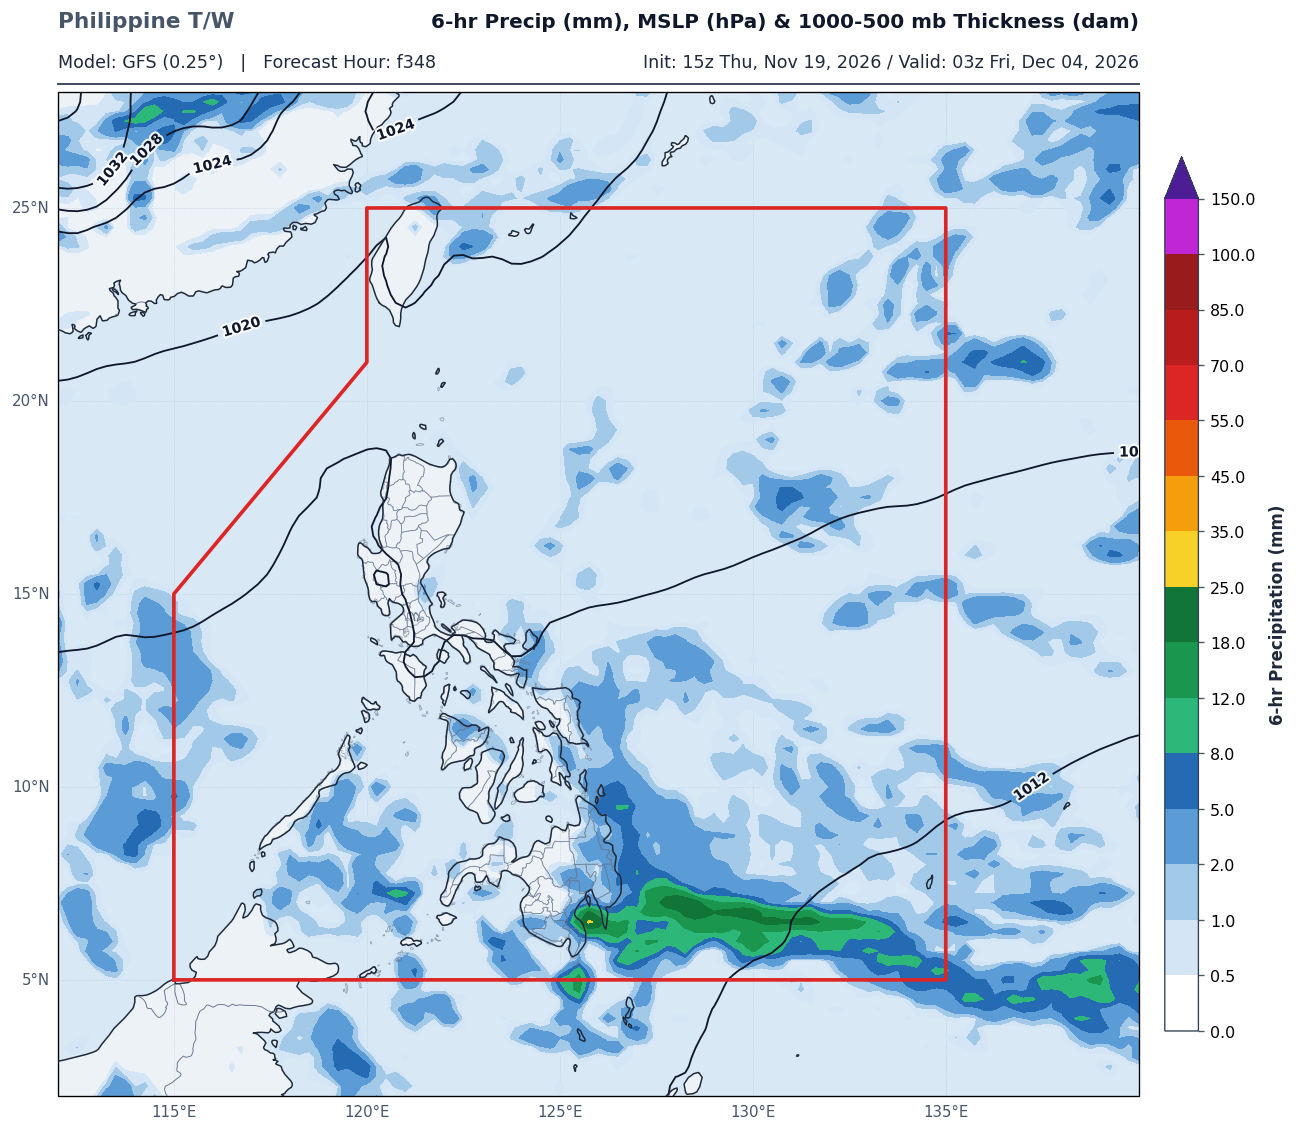 Philippine T/W
6-hr Precip (mm), MSLP (hPa) & 1000-500 mb Thickness (dam)
Model: GFS (0.25°) | Forecast Hour: f348
Init: 15z Thu, Nov 19, 2026 / Valid: 03z Fri, Dec 04, 2026
1024
1028
1032
1024
1020
10
1012
25°N
20°N
15°N
10°N
5°N
115°E
120°E
125°E
130°E
135°E
150.0
100.0
85.0
70.0
55.0
45.0
35.0
25.0
18.0
12.0
8.0
5.0
2.0
1.0
0.5
0.0
6-hr Precipitation (mm)